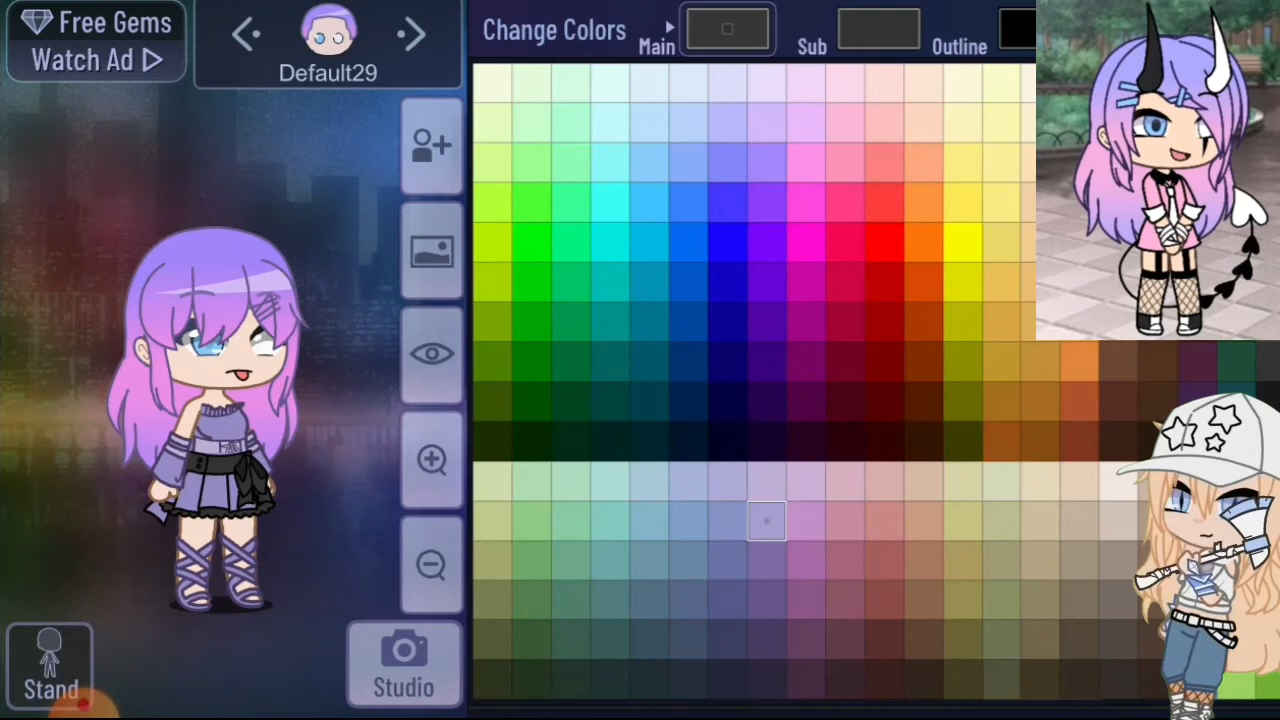 Free Gems
Watch Ad
Default29
Change Colors
Main
Sub
Outline
Stand
Studio